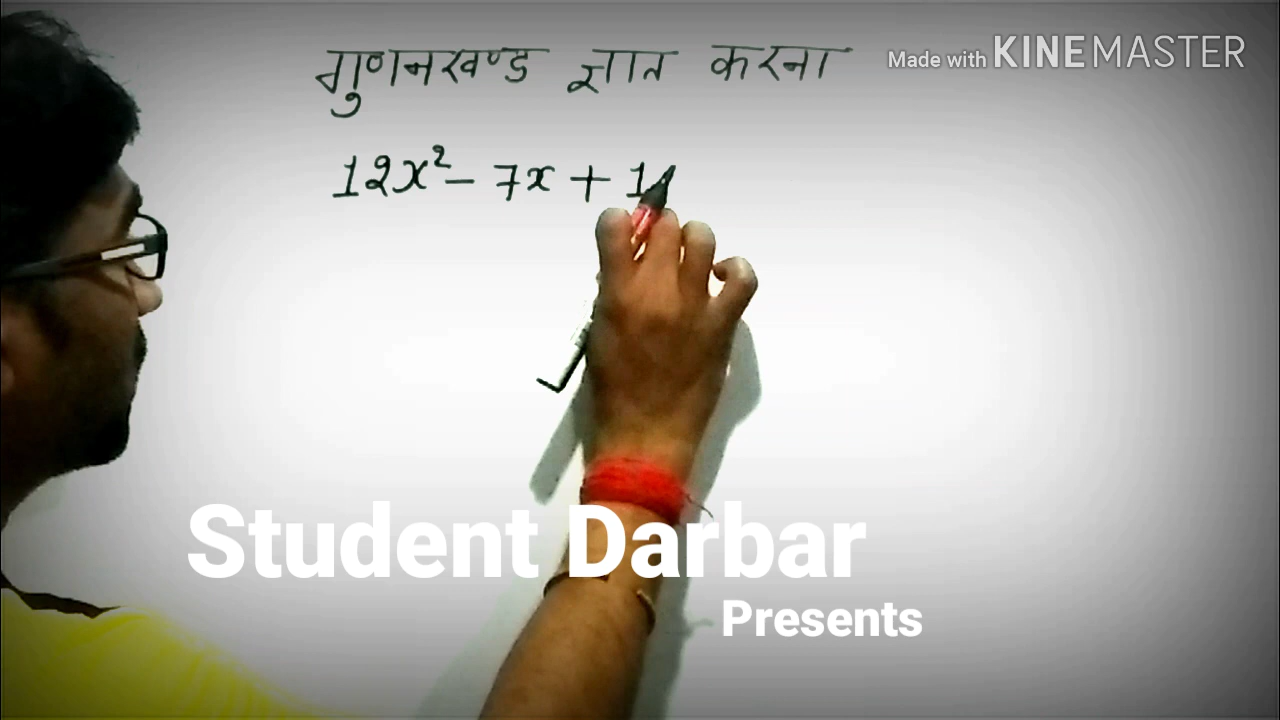 गुणनखण्ड ज्ञात करना
Made with KINEMASTER
12x² - 7x + 1
Student Darbar
Presents